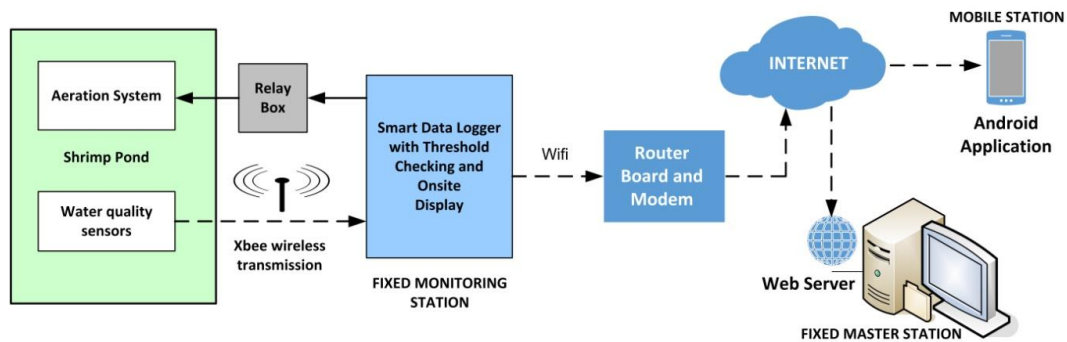 Aeration System
Shrimp Pond
Water quality
sensors
Relay
Box
Xbee wireless
transmission
Smart Data Logger
with Threshold
Checking and
Onsite
Display
FIXED MONITORING
STATION
Wifi
Router
Board and
Modem
INTERNET
MOBILE STATION
Android
Application
Web Server
FIXED MASTER STATION